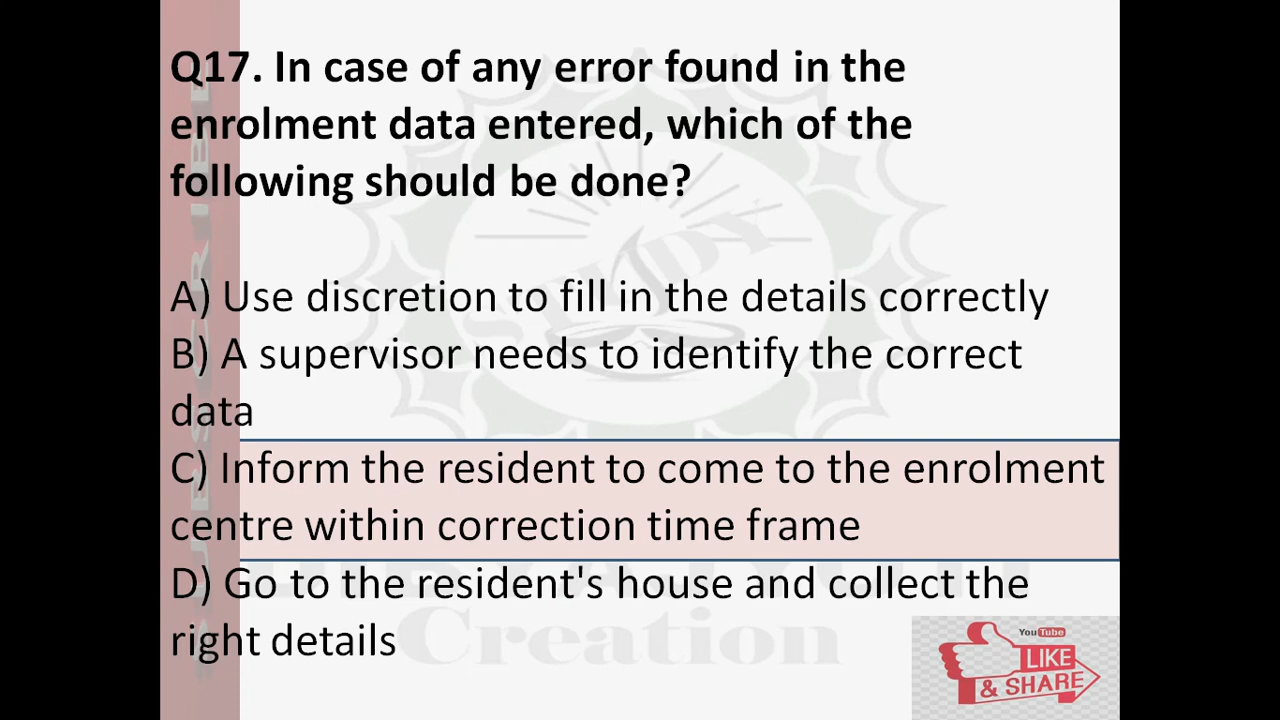 Q17. In case of any error found in the
enrolment data entered, which of the
following should be done?
A) Use discretion to fill in the details correctly
B) A supervisor needs to identify the correct
data
C) Inform the resident to come to the enrolment
centre within correction time frame
D) Go to the resident's house and collect the
right details
STUDY
Creation
YouTube
LIKE
& SHARE